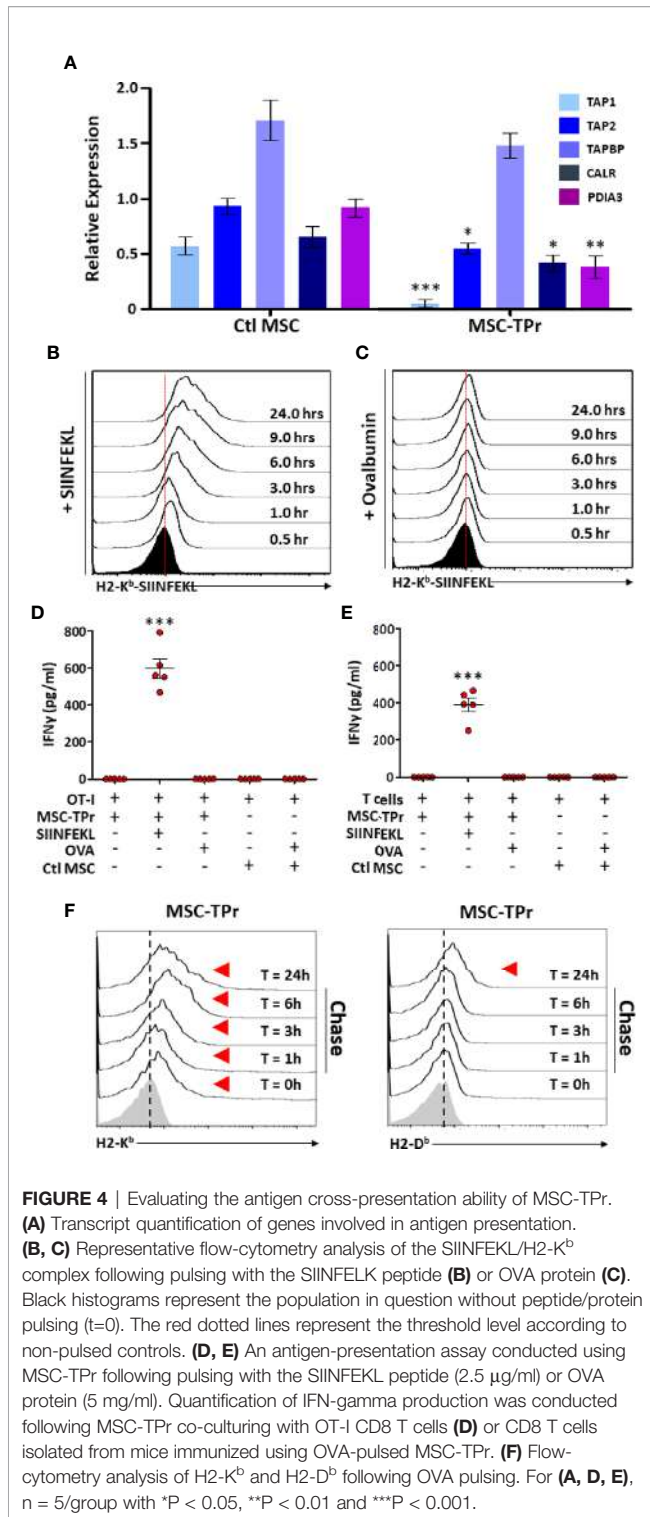 A
Relative Expression
2.0
1.5
1.0
0.5
0
TAP1
TAP2
TAPBP
CALR
PDIA3
***
*
*
**
Ctl MSC
MSC-TPr
B
+ SIINFEKL
24.0 hrs
9.0 hrs
6.0 hrs
3.0 hrs
1.0 hr
0.5 hr
H2-Kᵇ-SIINFEKL
C
+ Ovalbumin
24.0 hrs
9.0 hrs
6.0 hrs
3.0 hrs
1.0 hr
0.5 hr
H2-Kᵇ-SIINFEKL
D
IFNγ (pg/ml)
800
600
400
200
0
***
OT-I + + + + +
MSC-TPr + + + - -
SIINFEKL - + - - -
OVA - - + - +
Ctl MSC - - - + +
E
IFNγ (pg/ml)
800
600
400
200
0
***
T cells + + + + +
MSC-TPr + + + - -
SIINFEKL - + - - -
OVA - - + - +
Ctl MSC - - - + +
F
MSC-TPr
T = 24h
T = 6h
T = 3h
T = 1h
T = 0h
Chase
H2-Kᵇ
MSC-TPr
T = 24h
T = 6h
T = 3h
T = 1h
T = 0h
Chase
H2-Dᵇ
FIGURE 4 | Evaluating the antigen cross-presentation ability of MSC-TPr.
(A) Transcript quantification of genes involved in antigen presentation.
(B, C) Representative flow-cytometry analysis of the SIINFEKL/H2-Kᵇ
complex following pulsing with the SIINFELK peptide (B) or OVA protein (C).
Black histograms represent the population in question without peptide/protein
pulsing (t=0). The red dotted lines represent the threshold level according to
non-pulsed controls. (D, E) An antigen-presentation assay conducted using
MSC-TPr following pulsing with the SIINFEKL peptide (2.5 µg/ml) or OVA
protein (5 mg/ml). Quantification of IFN-gamma production was conducted
following MSC-TPr co-culturing with OT-I CD8 T cells (D) or CD8 T cells
isolated from mice immunized using OVA-pulsed MSC-TPr. (F) Flow-
cytometry analysis of H2-Kᵇ and H2-Dᵇ following OVA pulsing. For (A, D, E),
n = 5/group with *P < 0.05, **P < 0.01 and ***P < 0.001.